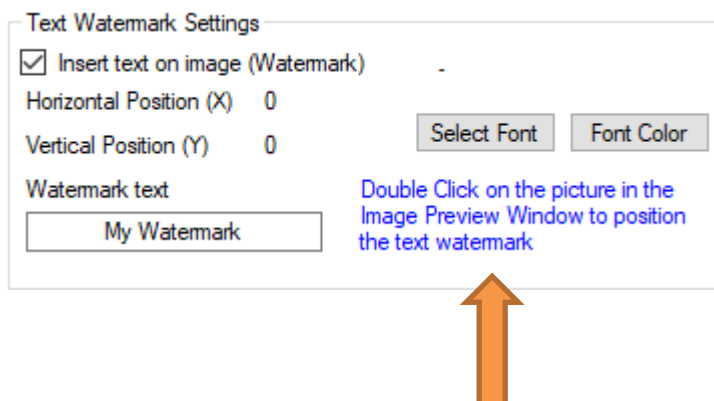 Text Watermark Settings
Insert text on image (Watermark) -
Horizontal Position (X) 0
Vertical Position (Y) 0
Select Font Font Color
Watermark text
My Watermark
Double Click on the picture in the
Image Preview Window to position
the text watermark